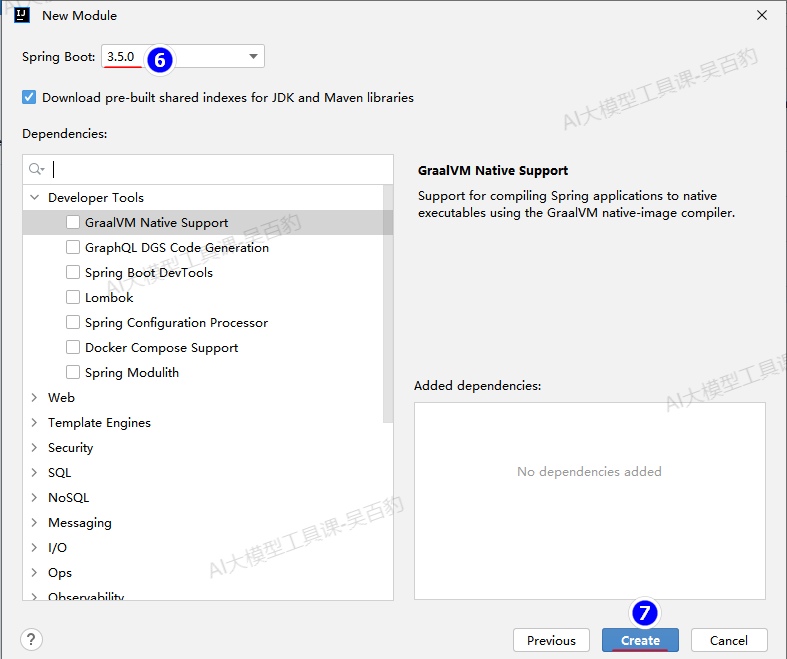 New Module
Spring Boot: 3.5.0 6
Download pre-built shared indexes for JDK and Maven libraries
AI大模型工具课-吴百豹
Dependencies:
Developer Tools
GraalVM Native Support
GraphQL DGS Code Generation
Spring Boot DevTools
Lombok
Spring Configuration Processor
Docker Compose Support
Spring Modulith
Web
Template Engines
Security
SQL
NoSQL
Messaging
I/O
Ops
Observability
AI大模型工具课-吴百豹
AI大模型工具课-吴百豹
GraalVM Native Support
Support for compiling Spring applications to native
executables using the GraalVM native-image compiler.
Added dependencies:
AI大模型工具课
No dependencies added
7
? Previous Create Cancel